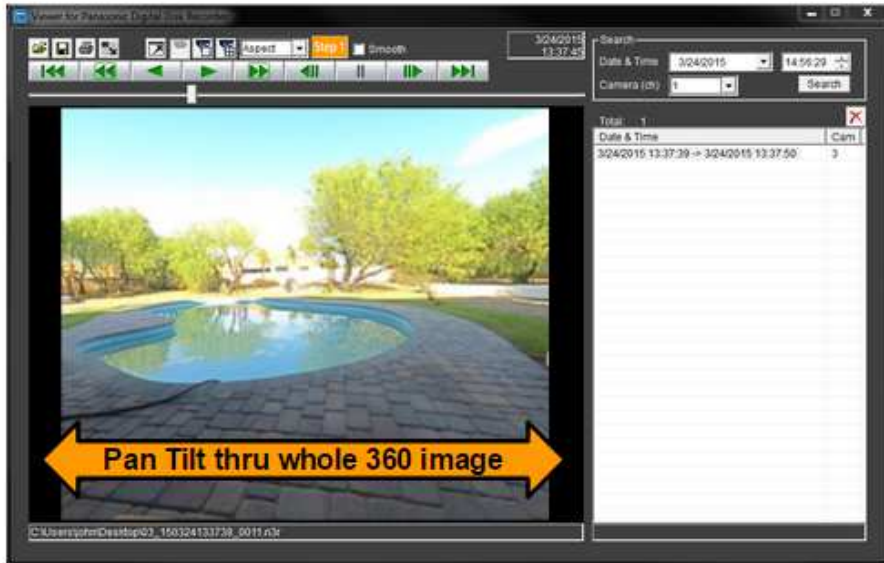 Viewer for Panasonic Digital Disk Recorder
Aspect
Step 1
Smooth
3/24/2015
13:37:45
Search
Date & Time
3/24/2015
14:56:29
Camera (ch)
1
Search
Total: 1
Date & Time
Cam
3/24/2015 13:37:39 -> 3/24/2015 13:37:50
3
Pan Tilt thru whole 360 image
C:\Users\john\Desktop\03_150324133739_0011.n3r